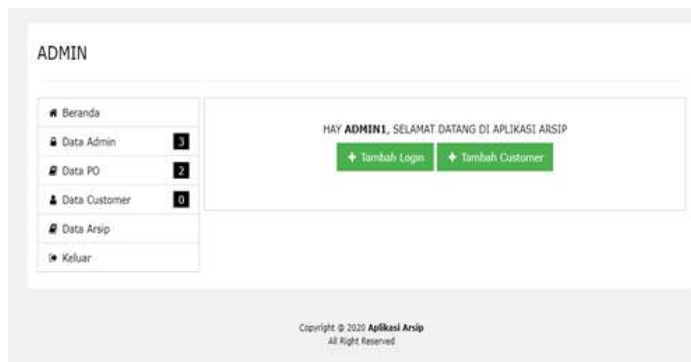 ADMIN
Beranda
Data Admin 3
Data PO 2
Data Customer 0
Data Arsip
Keluar
HAY ADMIN1, SELAMAT DATANG DI APLIKASI ARSIP
+ Tambah Login + Tambah Customer
Copyright @ 2020 Aplikasi Arsip
All Right Reserved